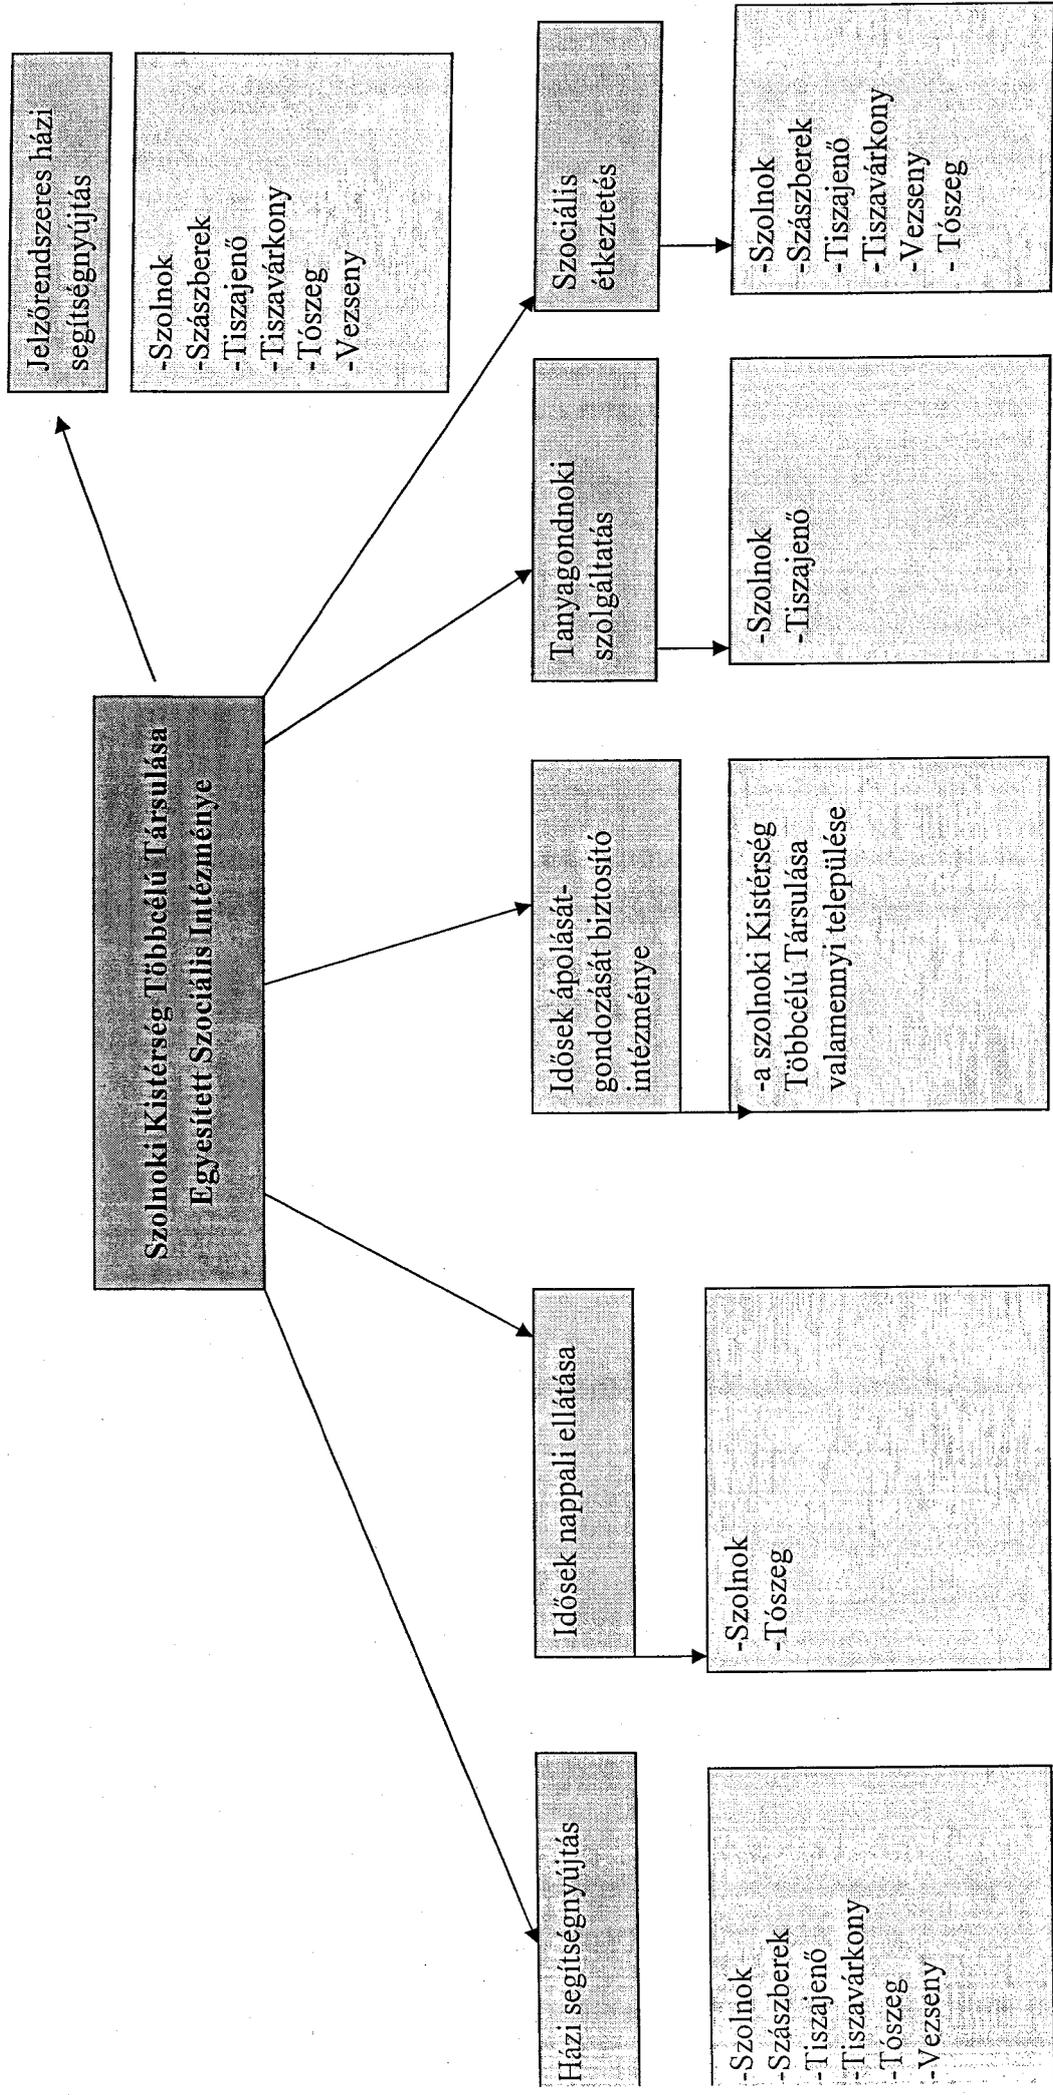 Jelzőrendszeres házi
segítségnyújtás
-Szolnok
-Szászberek
-Tiszajenő
-Tiszavárkony
-Tószeg
-Vezseny
Szolnoki Kistérség Többcélú Társulása
Egyesített Szociális Intézménye
Házi segítségnyújtás
-Szolnok
-Szászberek
-Tiszajenő
-Tiszavárkony
-Tószeg
-Vezseny
Idősek nappali ellátása
-Szolnok
-Tószeg
Idősek ápolását-
gondozását biztosító
intézménye
-a szolnoki Kistérség
Többcélú Társulása
valamennyi települése
Tanyagondnoki
szolgáltatás
-Szolnok
-Tiszajenő
Szociális
étkeztetés
-Szolnok
-Szászberek
-Tiszajenő
-Tiszavárkony
-Vezseny
- Tószeg